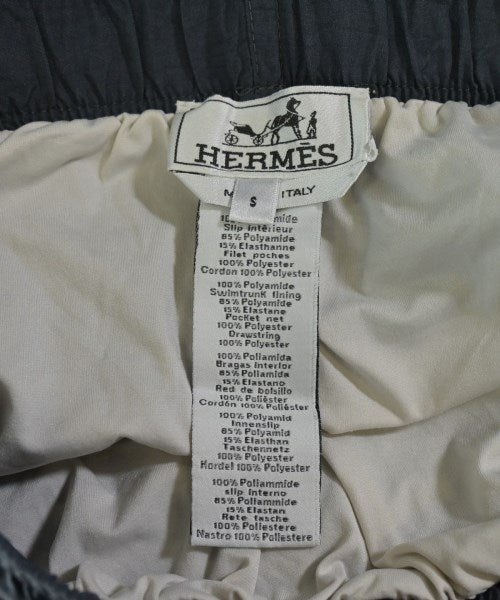 HERMÈS
ITALY
S
Slip intérieur
85% Polyamide
15% Elasthanne
Filet poches
100% Polyester
Cordon 100% Polyester
100% Polyamide
Swimtrunk lining
85% Polyamide
15% Elastane
Pocket net
100% Polyester
Drawstring
100% Polyester
100% Poliamida
Bragas interior
85% Poliamida
15% Elastano
Red de bolsillo
100% Poliéster
Cordón 100% Poliéster
100% Polyamid
Innenslip
85% Polyamid
15% Elasthan
Taschennetz
100% Polyester
Kordel 100% Polyester
100% Poliammide
slip interno
85% Poliammide
15% Elastan
Rete tasche
100% Poliestere
Nastro 100% Poliestere